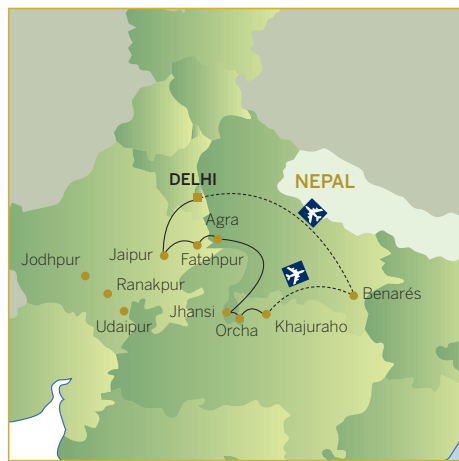 DELHI
NEPAL
Agra
Jaipur
Fatehpur
Jodhpur
Ranakpur
Udaipur
Jhansi
Orcha
Khajuraho
Benarés